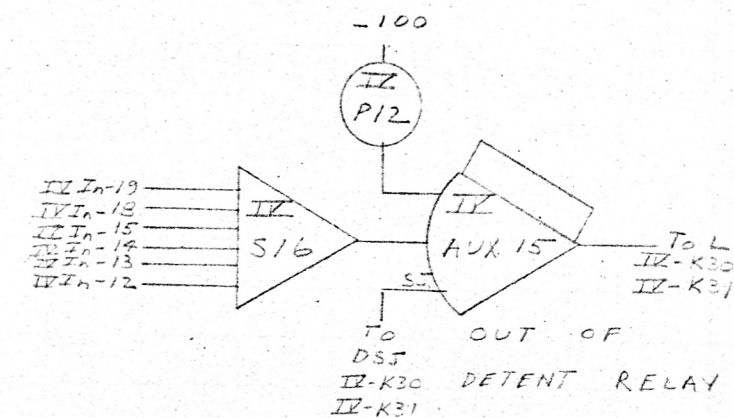 -100
IV
P12
IV In-19
IV In-18
IV In-15
IV In-14
IV In-13
IV In-12
IV
S16
IV
AUX 15
SJ
To L
IV-K30
IV-K31
To
DSJ
IV-K30
IV-K31
OUT OF
DETENT RELAY